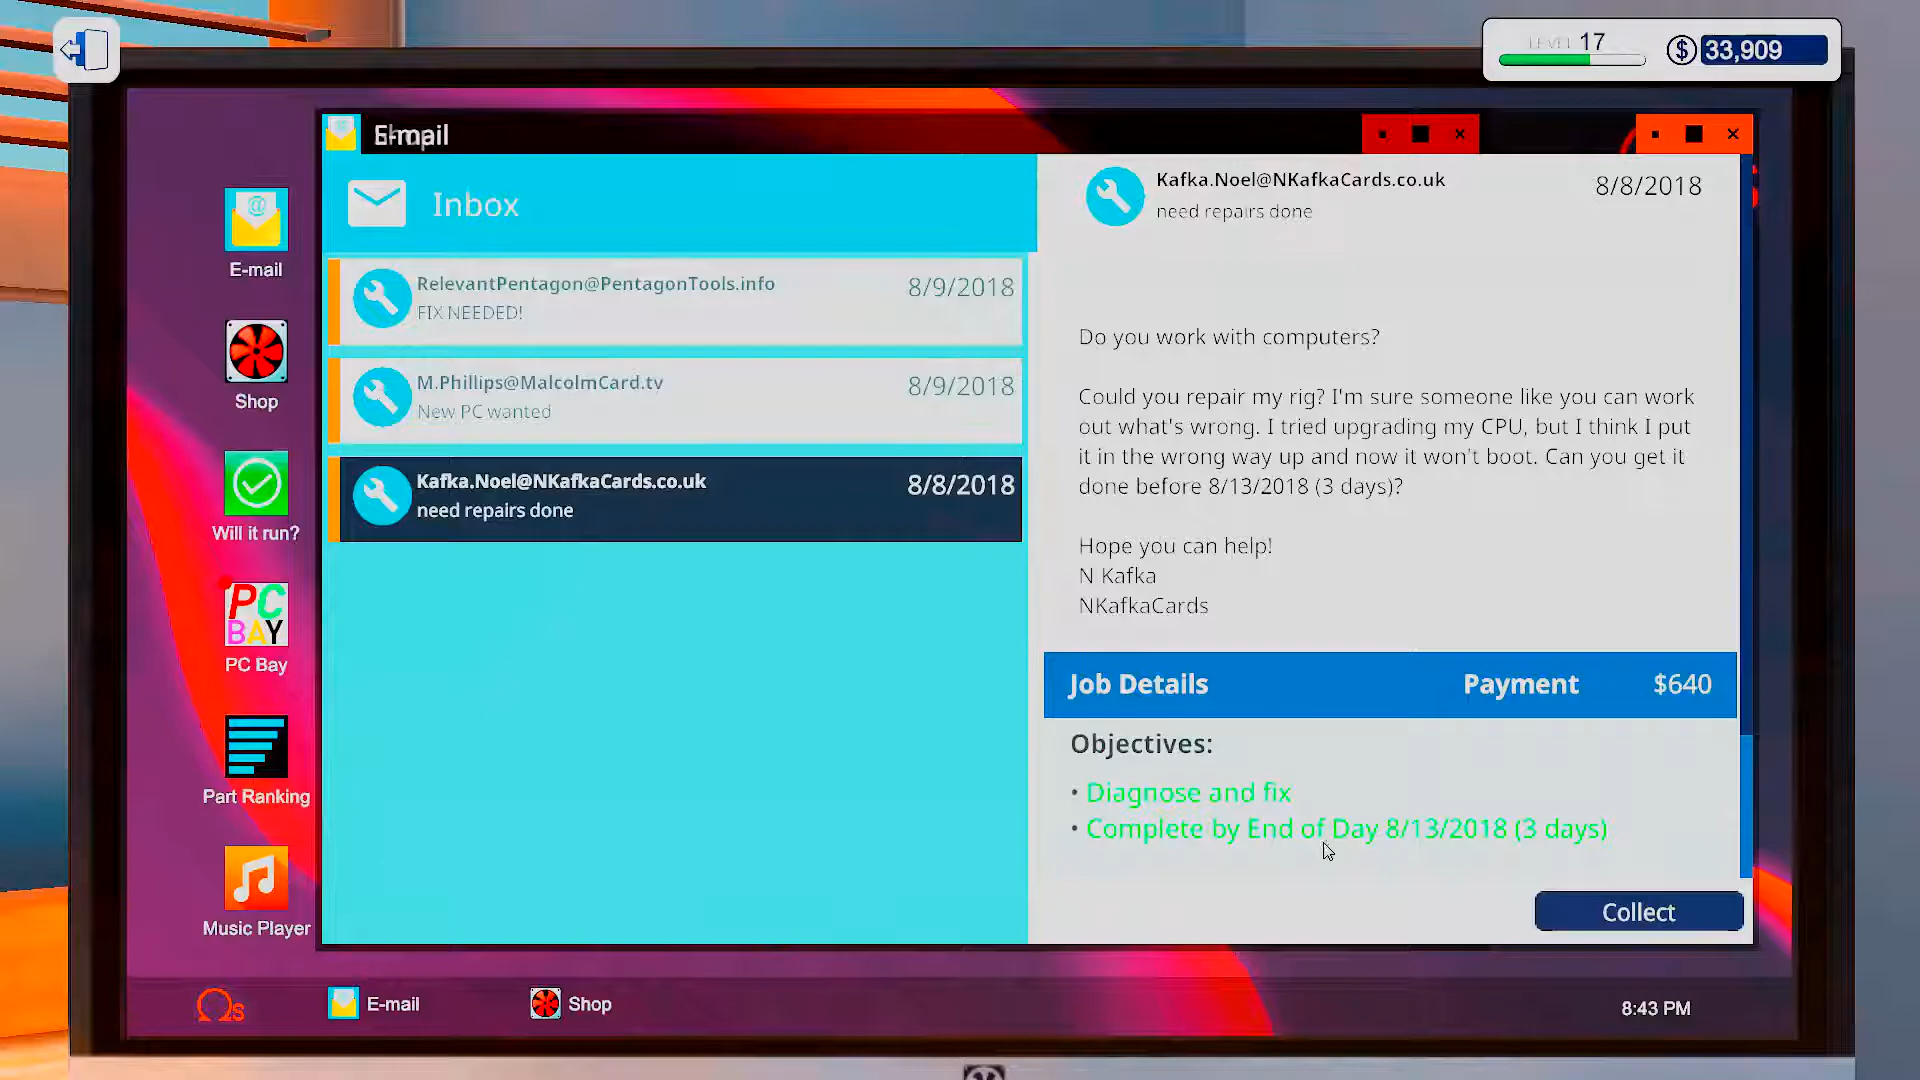 LEVEL 17
$ 33,909
Inbox
RelevantPentagon@PentagonTools.info
8/9/2018
FIX NEEDED!
M.Phillips@MalcolmCard.tv
8/9/2018
New PC wanted
Kafka.Noel@NKafkaCards.co.uk
8/8/2018
need repairs done
Kafka.Noel@NKafkaCards.co.uk
8/8/2018
need repairs done
Do you work with computers?
Could you repair my rig? I'm sure someone like you can work
out what's wrong. I tried upgrading my CPU, but I think I put
it in the wrong way up and now it won't boot. Can you get it
done before 8/13/2018 (3 days)?
Hope you can help!
N Kafka
NKafkaCards
Job Details Payment $640
Objectives:
• Diagnose and fix
• Complete by End of Day 8/13/2018 (3 days)
Collect
E-mail
Shop
Will it run?
PC
BAY
PC Bay
Part Ranking
Music Player
Ωs
E-mail
Shop
8:43 PM